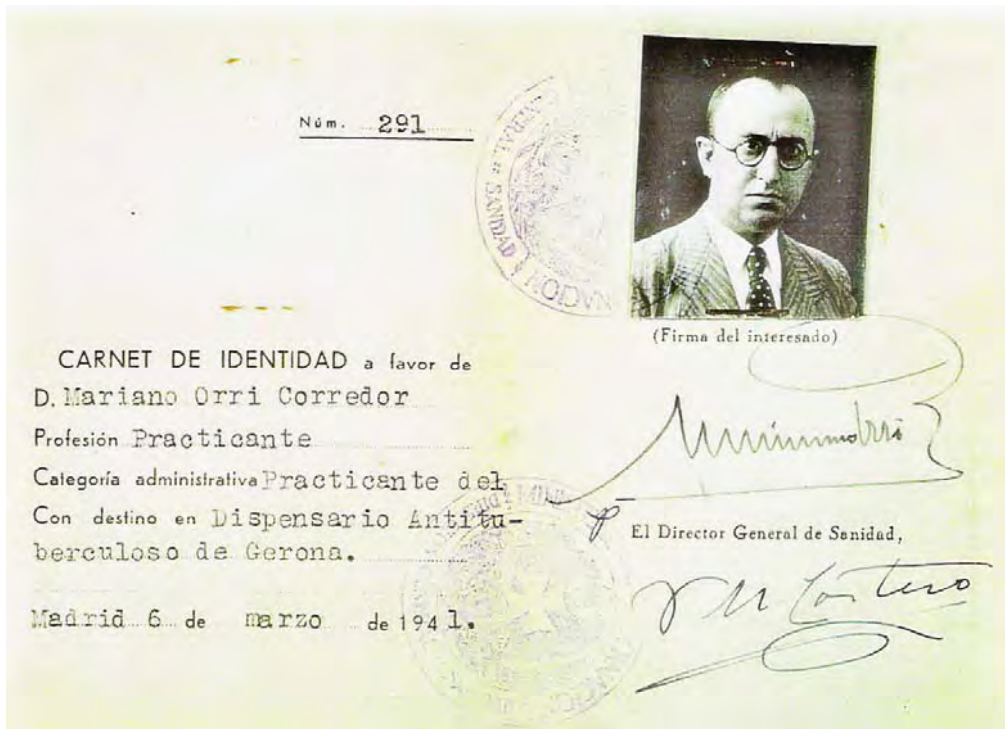 Núm. 291
CARNET DE IDENTIDAD a favor de
D. Mariano Orri Corredor
Profesión Practicante
Categoría administrativa Practicante del
Con destino en Dispensario Antitu-
berculoso de Gerona.
Madrid 6 de marzo de 1941.
(Firma del interesado)
El Director General de Sanidad,